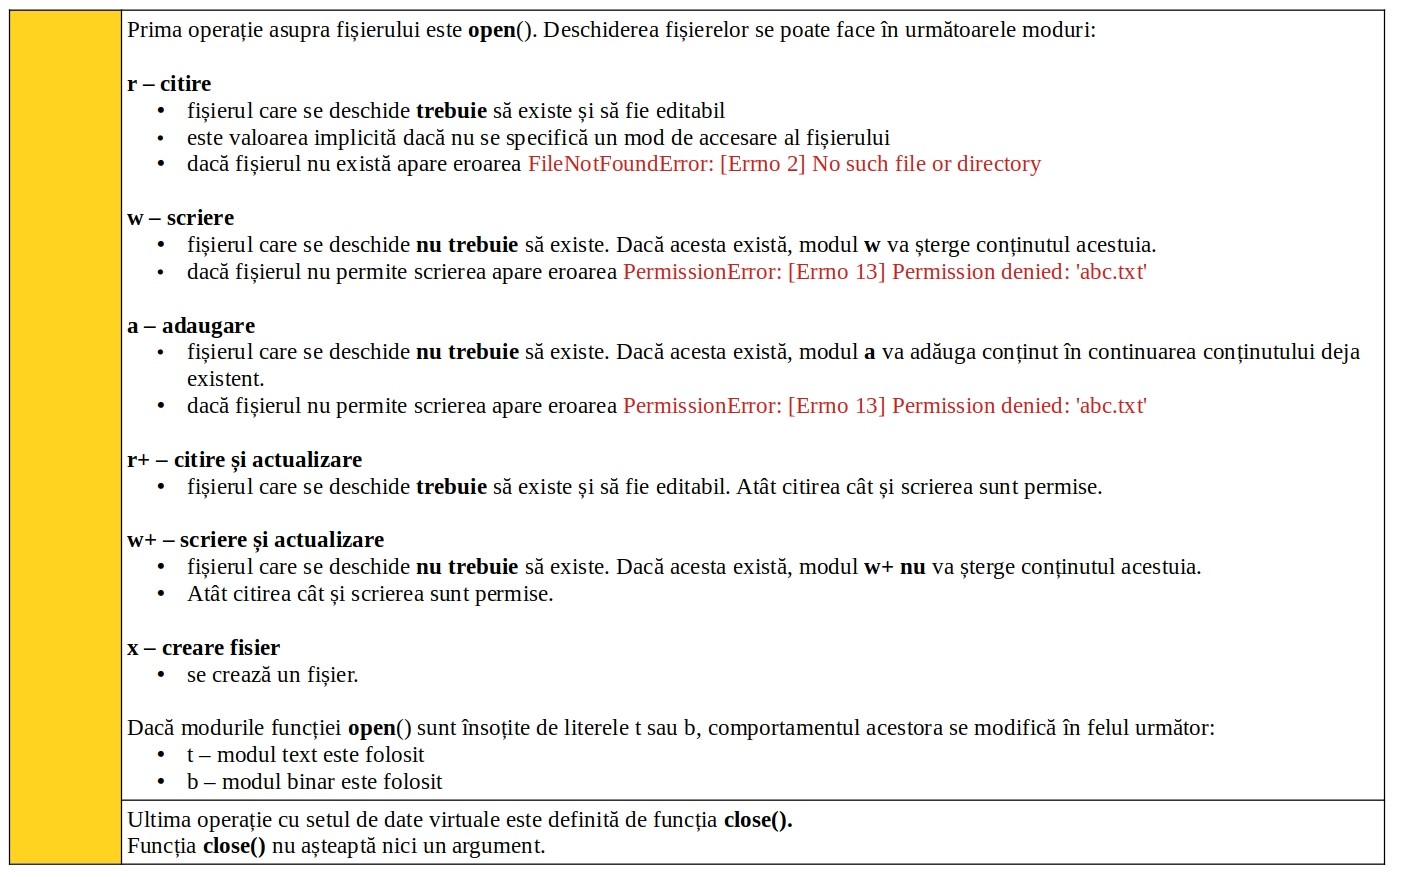 Prima operație asupra fișierului este open(). Deschiderea fișierelor se poate face în următoarele moduri:
r – citire
• fișierul care se deschide trebuie să existe și să fie editabil
• este valoarea implicită dacă nu se specifică un mod de accesare al fișierului
• dacă fișierul nu există apare eroarea FileNotFoundError: [Errno 2] No such file or directory
w – scriere
• fișierul care se deschide nu trebuie să existe. Dacă acesta există, modul w va șterge conținutul acestuia.
• dacă fișierul nu permite scrierea apare eroarea PermissionError: [Errno 13] Permission denied: 'abc.txt'
a – adaugare
• fișierul care se deschide nu trebuie să existe. Dacă acesta există, modul a va adăuga conținut în continuarea conținutului deja
existent.
• dacă fișierul nu permite scrierea apare eroarea PermissionError: [Errno 13] Permission denied: 'abc.txt'
r+ – citire și actualizare
• fișierul care se deschide trebuie să existe și să fie editabil. Atât citirea cât și scrierea sunt permise.
w+ – scriere și actualizare
• fișierul care se deschide nu trebuie să existe. Dacă acesta există, modul w+ nu va șterge conținutul acestuia.
• Atât citirea cât și scrierea sunt permise.
x – creare fisier
• se crează un fișier.
Dacă modurile funcției open() sunt însoțite de literele t sau b, comportamentul acestora se modifică în felul următor:
• t – modul text este folosit
• b – modul binar este folosit
Ultima operație cu setul de date virtuale este definită de funcția close().
Funcția close() nu așteaptă nici un argument.